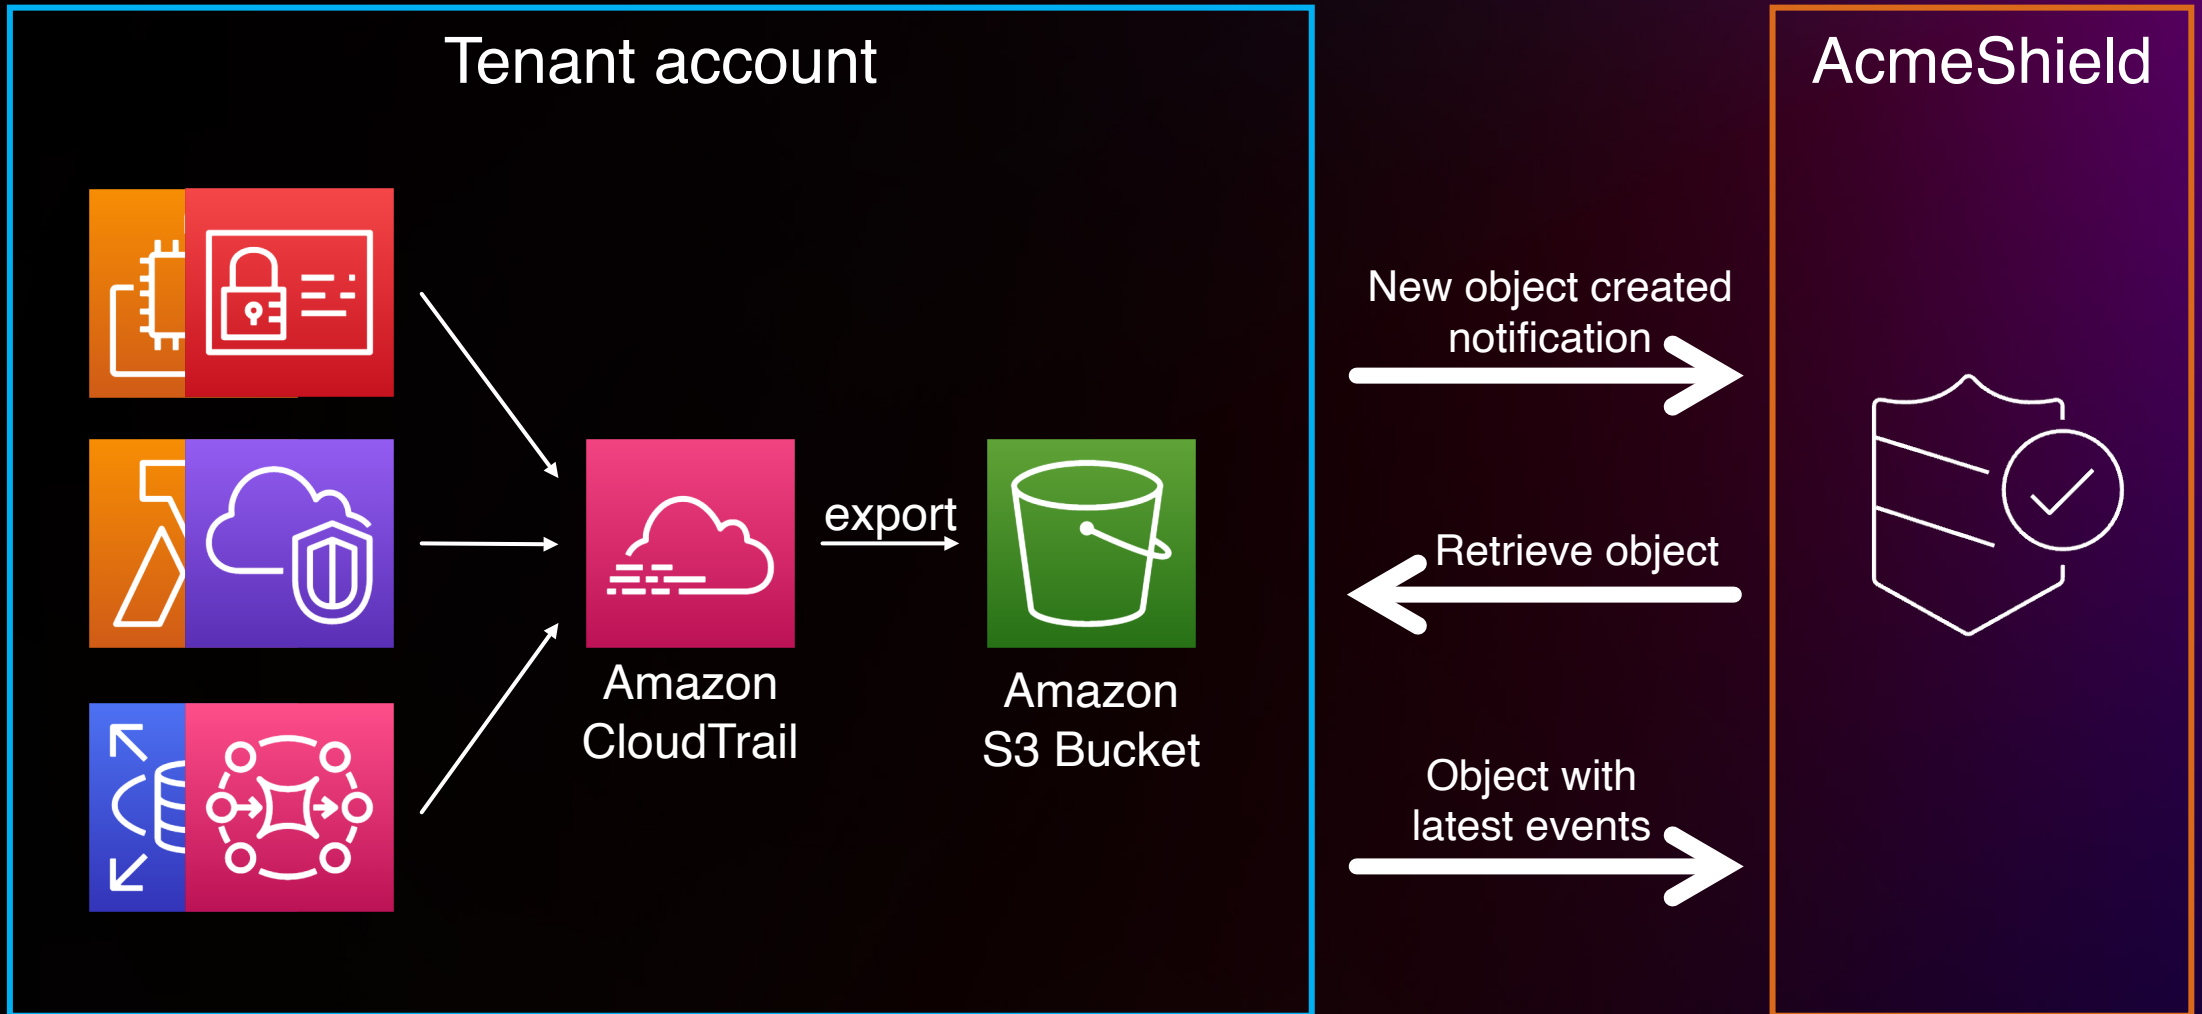 Tenant account
AcmeShield
New object created
notification
export
Retrieve object
Amazon
CloudTrail
Amazon
S3 Bucket
Object with
latest events